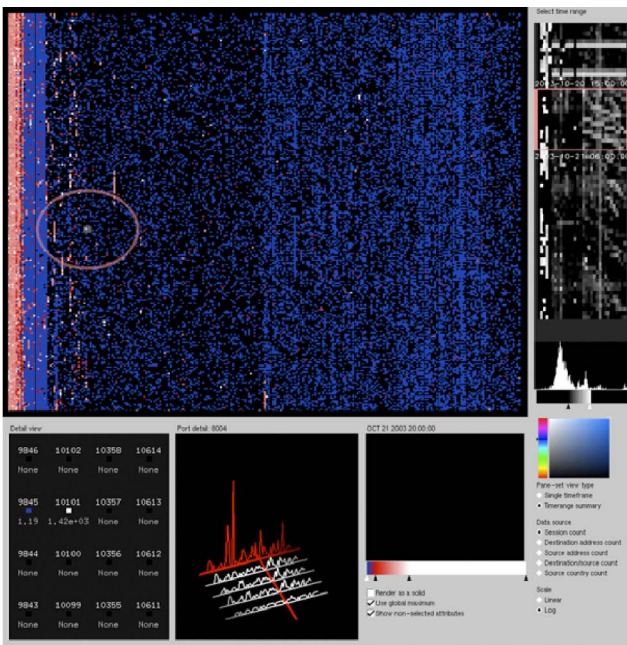 Select time range
2003-10-20 15:00:00
2003-10-21 06:00:00
Detail view
9846 10102 10358 10614
None None None None
9845 10101 10357 10613
1.19 1.42e+03 None None
9844 10100 10356 10612
None None None None
9843 10099 10355 10611
None None None None
Port detail: 8004
OCT 21 2003 20:00:00
Render as a solid
Use global maximum
Show non-selected attributes
Pane-set view type
Single timeframe
Timerange summary
Data source
Session count
Destination address count
Source address count
Destination/source count
Source country count
Scale
Linear
Log